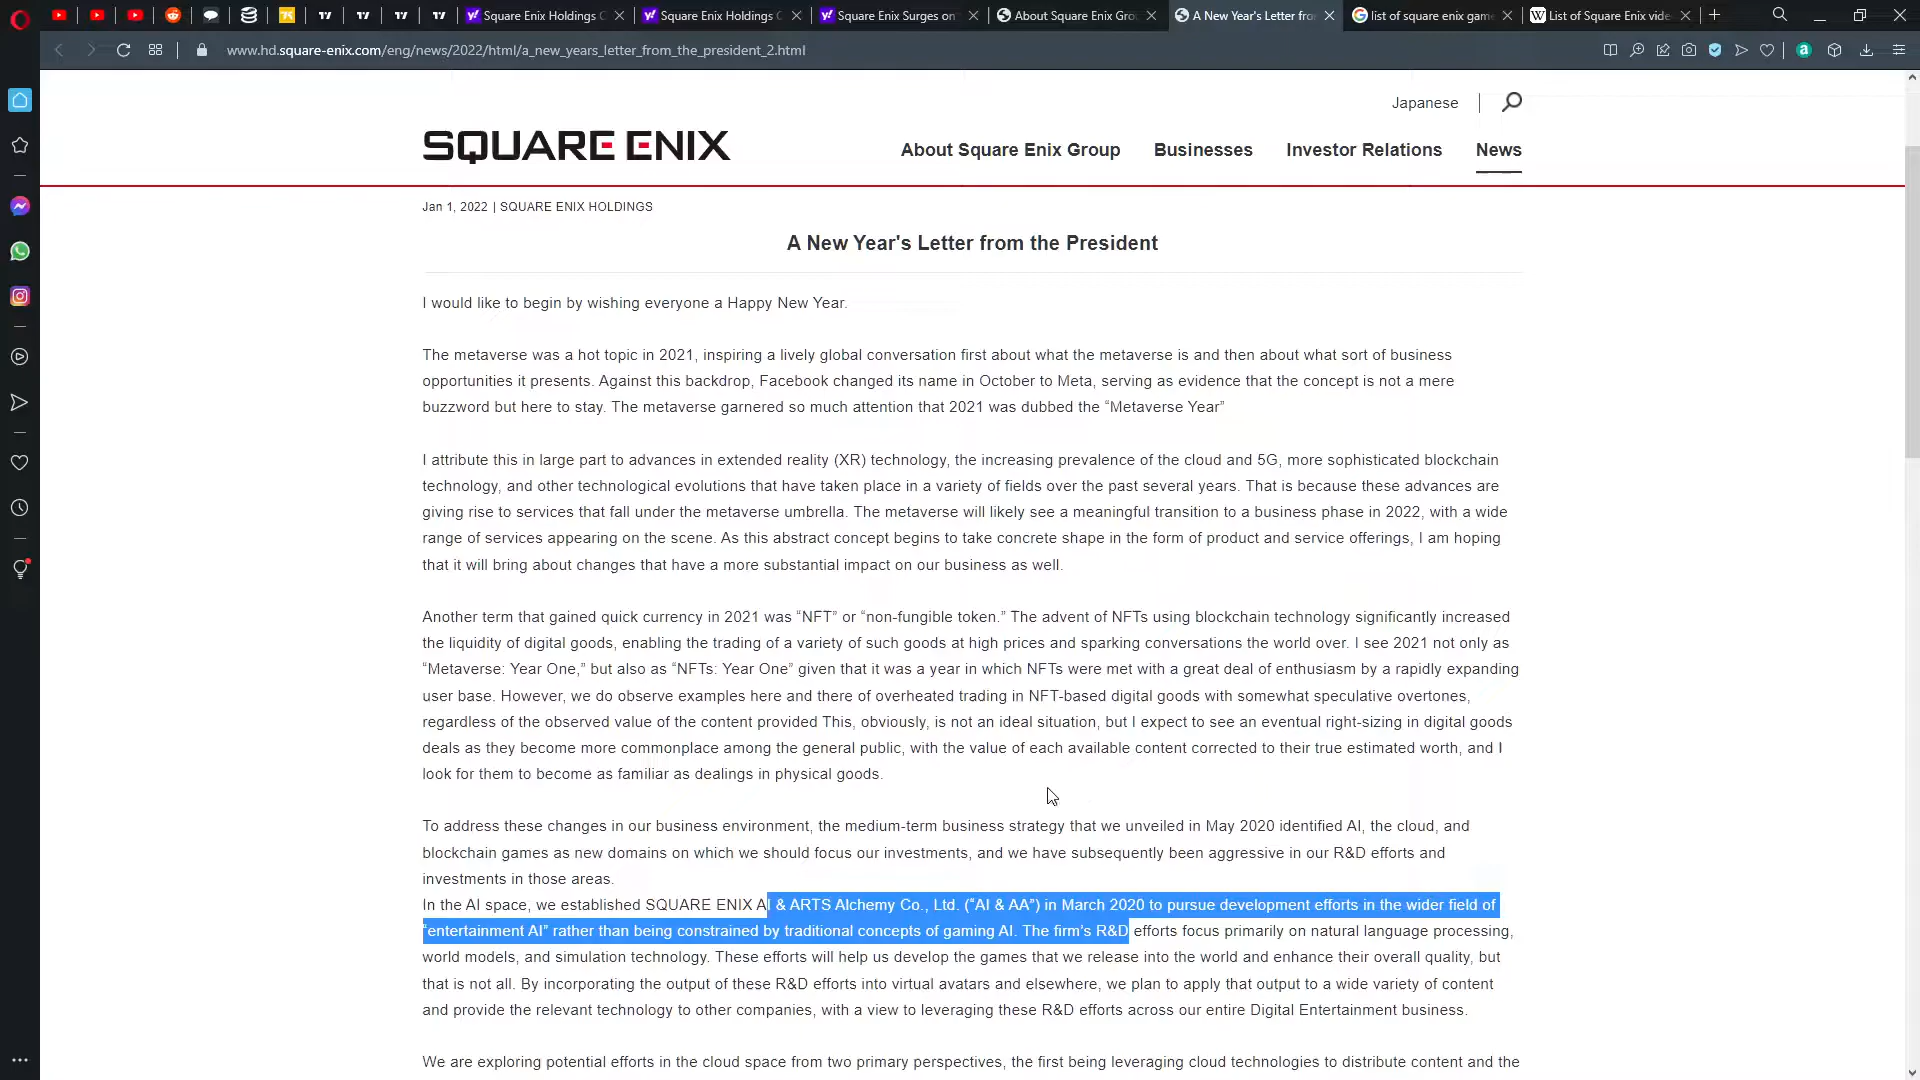 Square Enix Holdings C
Square Enix Holdings C
Square Enix Surges on
About Square Enix Gro
A New Year's Letter fro
list of square enix gam
List of Square Enix vide
www.hd.square-enix.com/eng/news/2022/html/a_new_years_letter_from_the_president_2.html
Japanese
SQUARE ENIX
About Square Enix Group
Businesses
Investor Relations
News
Jan 1, 2022 | SQUARE ENIX HOLDINGS
A New Year's Letter from the President
I would like to begin by wishing everyone a Happy New Year.
The metaverse was a hot topic in 2021, inspiring a lively global conversation first about what the metaverse is and then about what sort of business
opportunities it presents. Against this backdrop, Facebook changed its name in October to Meta, serving as evidence that the concept is not a mere
buzzword but here to stay. The metaverse garnered so much attention that 2021 was dubbed the “Metaverse Year”
I attribute this in large part to advances in extended reality (XR) technology, the increasing prevalence of the cloud and 5G, more sophisticated blockchain
technology, and other technological evolutions that have taken place in a variety of fields over the past several years. That is because these advances are
giving rise to services that fall under the metaverse umbrella. The metaverse will likely see a meaningful transition to a business phase in 2022, with a wide
range of services appearing on the scene. As this abstract concept begins to take concrete shape in the form of product and service offerings, I am hoping
that it will bring about changes that have a more substantial impact on our business as well.
Another term that gained quick currency in 2021 was “NFT” or “non-fungible token.” The advent of NFTs using blockchain technology significantly increased
the liquidity of digital goods, enabling the trading of a variety of such goods at high prices and sparking conversations the world over. I see 2021 not only as
“Metaverse: Year One,” but also as “NFTs: Year One” given that it was a year in which NFTs were met with a great deal of enthusiasm by a rapidly expanding
user base. However, we do observe examples here and there of overheated trading in NFT-based digital goods with somewhat speculative overtones,
regardless of the observed value of the content provided This, obviously, is not an ideal situation, but I expect to see an eventual right-sizing in digital goods
deals as they become more commonplace among the general public, with the value of each available content corrected to their true estimated worth, and I
look for them to become as familiar as dealings in physical goods.
To address these changes in our business environment, the medium-term business strategy that we unveiled in May 2020 identified AI, the cloud, and
blockchain games as new domains on which we should focus our investments, and we have subsequently been aggressive in our R&D efforts and
investments in those areas.
In the AI space, we established SQUARE ENIX AI & ARTS Alchemy Co., Ltd. (“AI & AA”) in March 2020 to pursue development efforts in the wider field of
“entertainment AI” rather than being constrained by traditional concepts of gaming AI. The firm’s R&D efforts focus primarily on natural language processing,
world models, and simulation technology. These efforts will help us develop the games that we release into the world and enhance their overall quality, but
that is not all. By incorporating the output of these R&D efforts into virtual avatars and elsewhere, we plan to apply that output to a wide variety of content
and provide the relevant technology to other companies, with a view to leveraging these R&D efforts across our entire Digital Entertainment business.
We are exploring potential efforts in the cloud space from two primary perspectives, the first being leveraging cloud technologies to distribute content and the